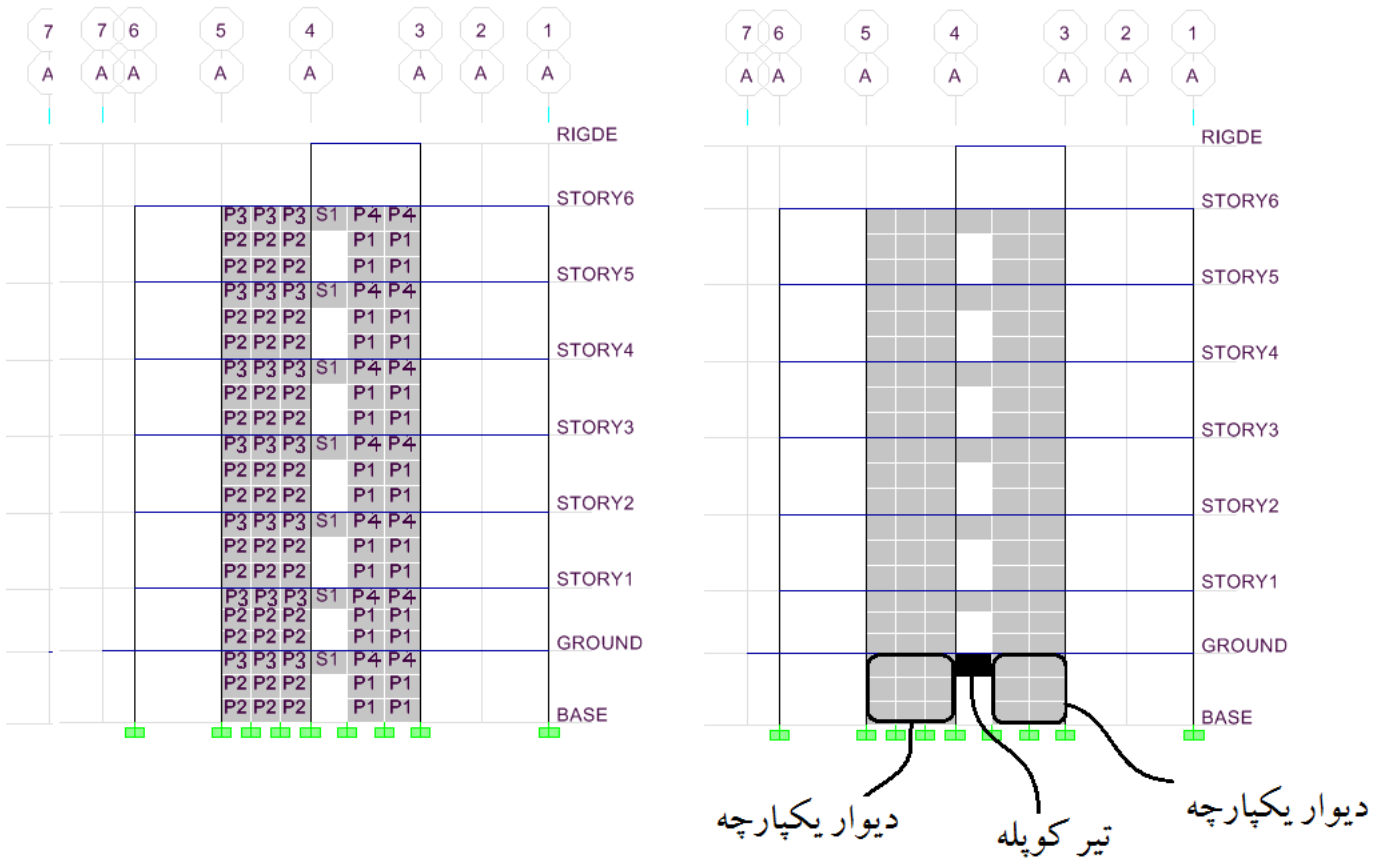 7 7 6 5 4 3 2 1
A A A A A A A A
RIGDE
STORY6
P3 P3 P3 S1 P4 P4
P2 P2 P2 P1 P1
P2 P2 P2 P1 P1
STORY5
P3 P3 P3 S1 P4 P4
P2 P2 P2 P1 P1
P2 P2 P2 P1 P1
STORY4
P3 P3 P3 S1 P4 P4
P2 P2 P2 P1 P1
P2 P2 P2 P1 P1
STORY3
P3 P3 P3 S1 P4 P4
P2 P2 P2 P1 P1
P2 P2 P2 P1 P1
STORY2
P3 P3 P3 S1 P4 P4
P2 P2 P2 P1 P1
P2 P2 P2 P1 P1
STORY1
P3 P3 P3 S1 P4 P4
P2 P2 P2 P1 P1
P2 P2 P2 P1 P1
GROUND
P3 P3 P3 S1 P4 P4
P2 P2 P2 P1 P1
P2 P2 P2 P1 P1
BASE
7 6 5 4 3 2 1
A A A A A A A
RIGDE
STORY6
STORY5
STORY4
STORY3
STORY2
STORY1
GROUND
BASE
دیوار یکپارچه
تیر کوپله
دیوار یکپارچه